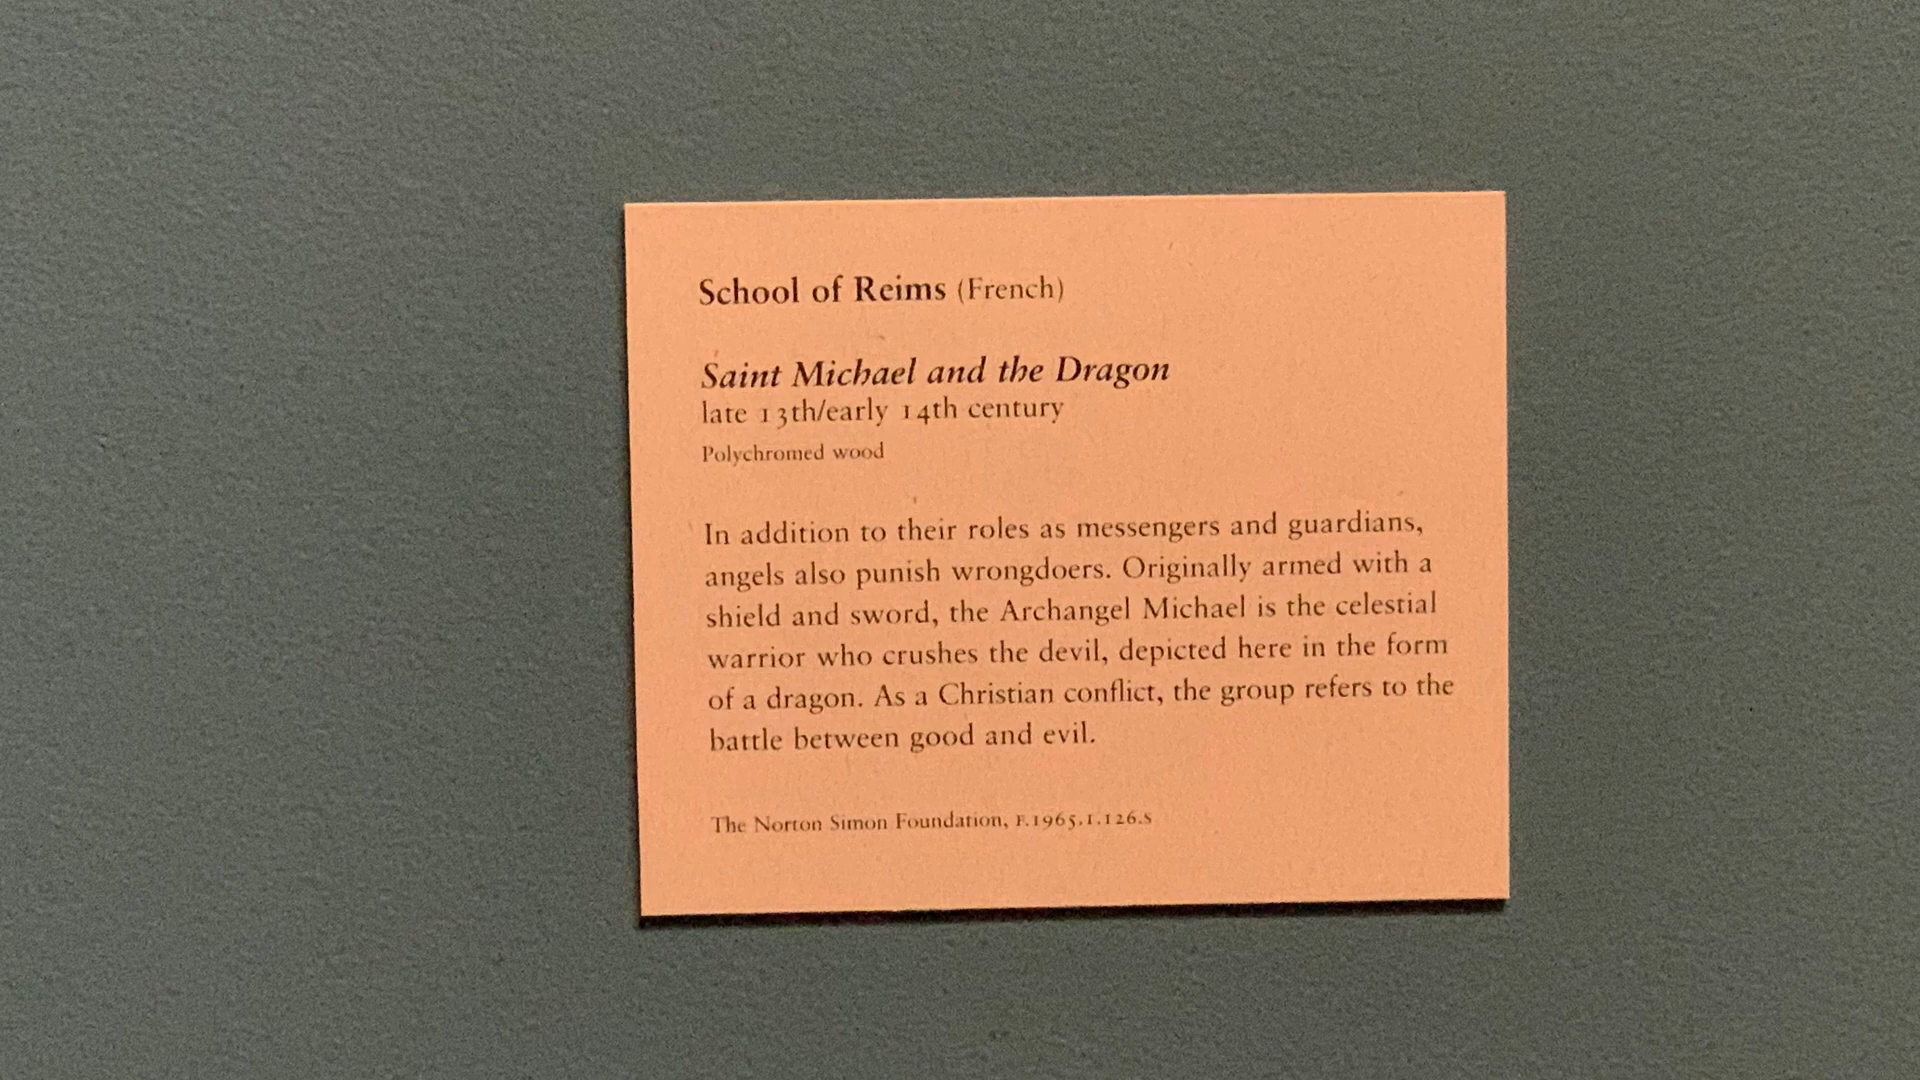 School of Reims (French)
Saint Michael and the Dragon
late 13th/early 14th century
Polychromed wood
In addition to their roles as messengers and guardians,
angels also punish wrongdoers. Originally armed with a
shield and sword, the Archangel Michael is the celestial
warrior who crushes the devil, depicted here in the form
of a dragon. As a Christian conflict, the group refers to the
battle between good and evil.
The Norton Simon Foundation, F.1965.1.126.S